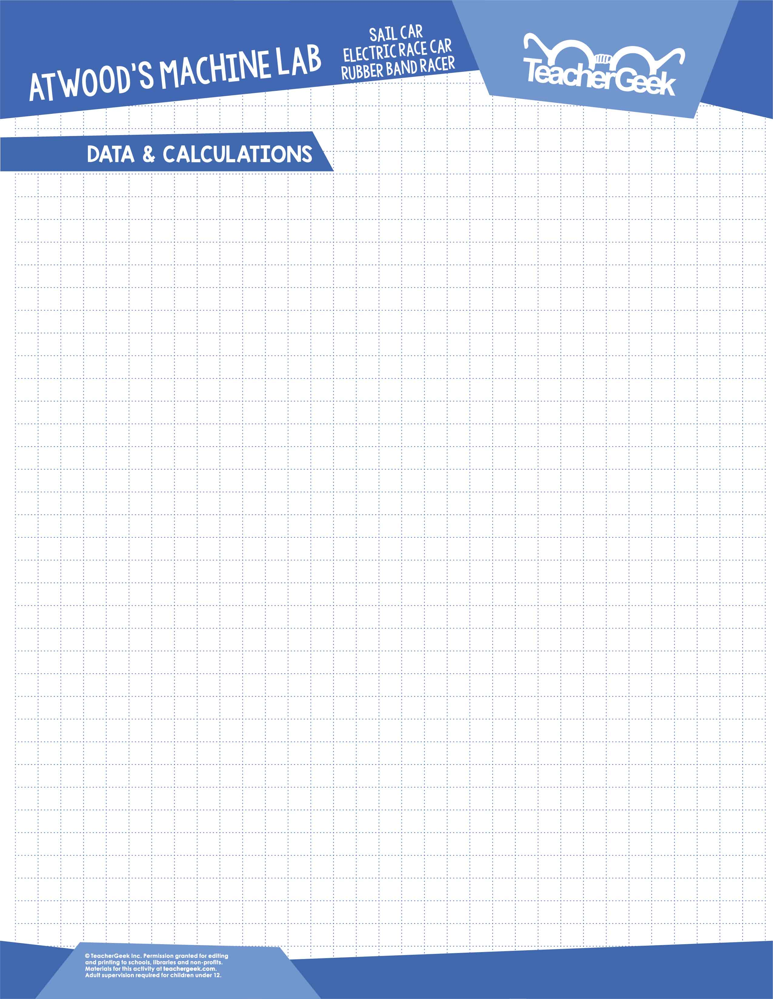 ATWOOD'S MACHINE LAB
SAIL CAR
ELECTRIC RACE CAR
RUBBER BAND RACER
TeacherGeek
DATA & CALCULATIONS
© TeacherGeek Inc. Permission granted for editing
and printing to schools, libraries and non-profits.
Materials for this activity at teachergeek.com.
Adult supervision required for children under 12.